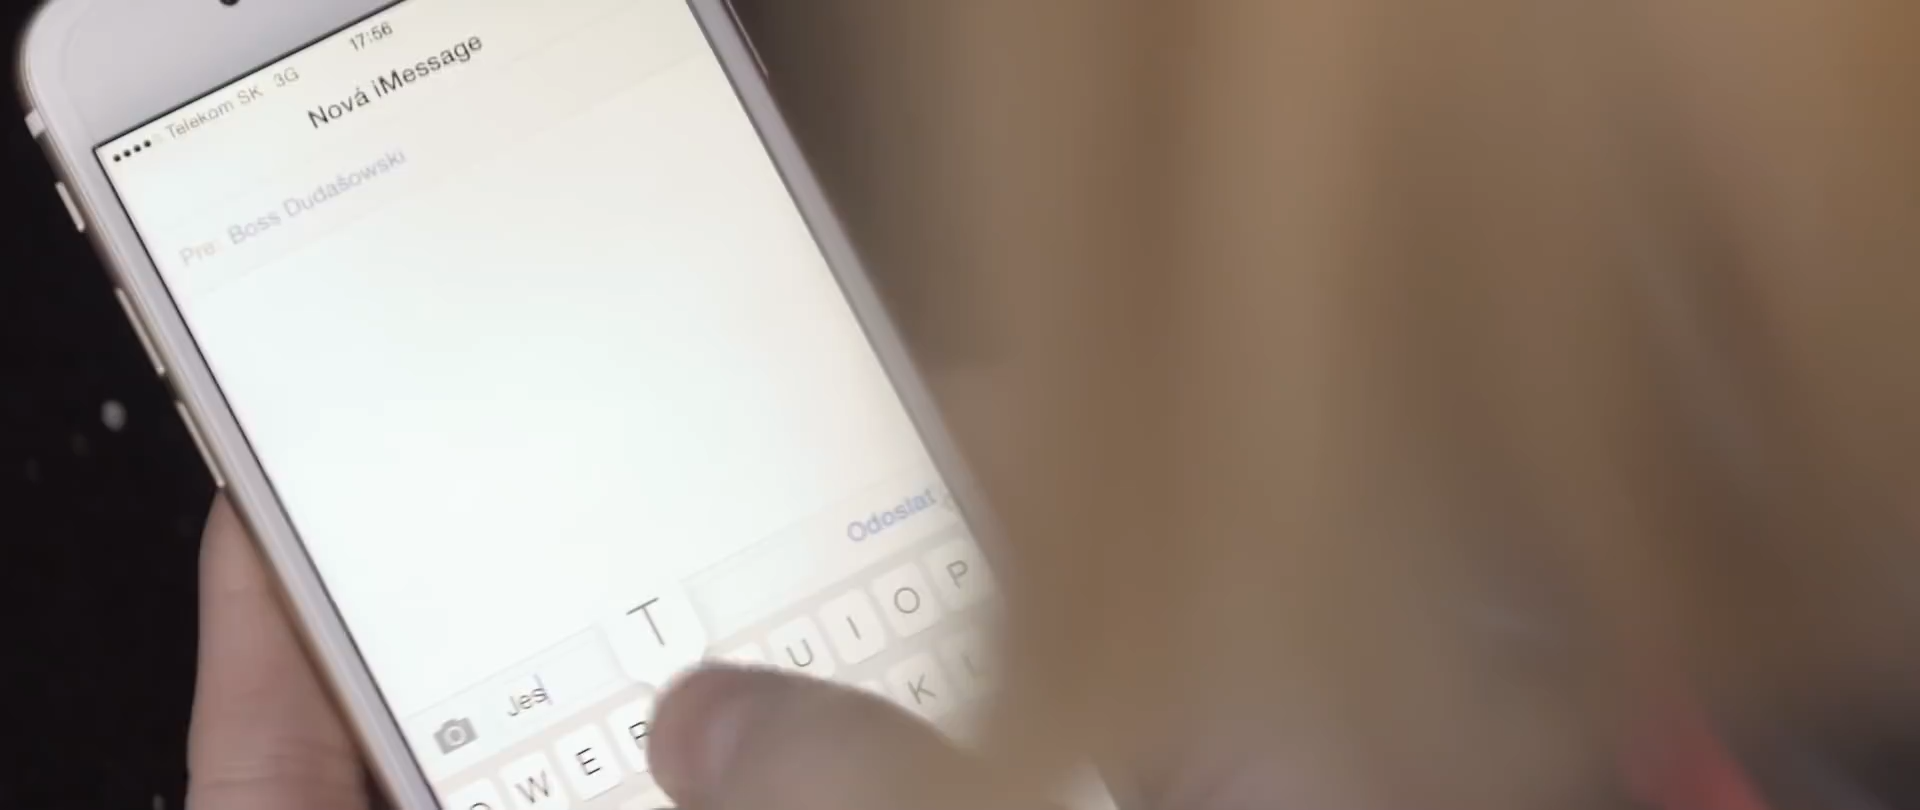 Telekom SK 3G 17:56
Nová iMessage
Pre: Boss Dudašowski
Odoslať
T
Jes
W E R U I O P
K L